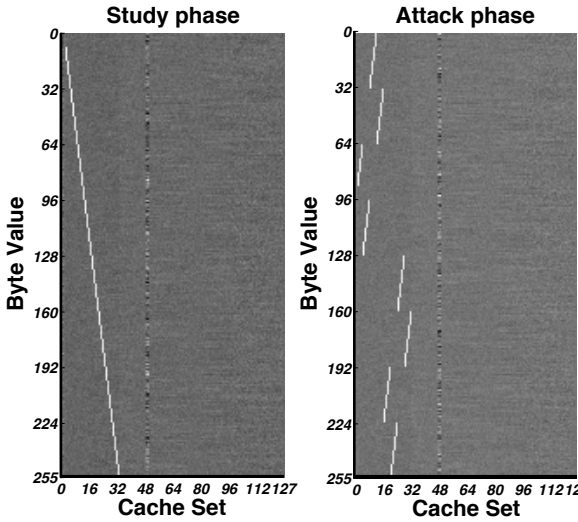 Study phase
Attack phase
0
32
64
96
128
160
192
224
255
Byte Value
0 16 32 48 64 80 96 112 127
Cache Set
0
32
64
96
128
160
192
224
255
Byte Value
0 16 32 48 64 80 96 112 127
Cache Set